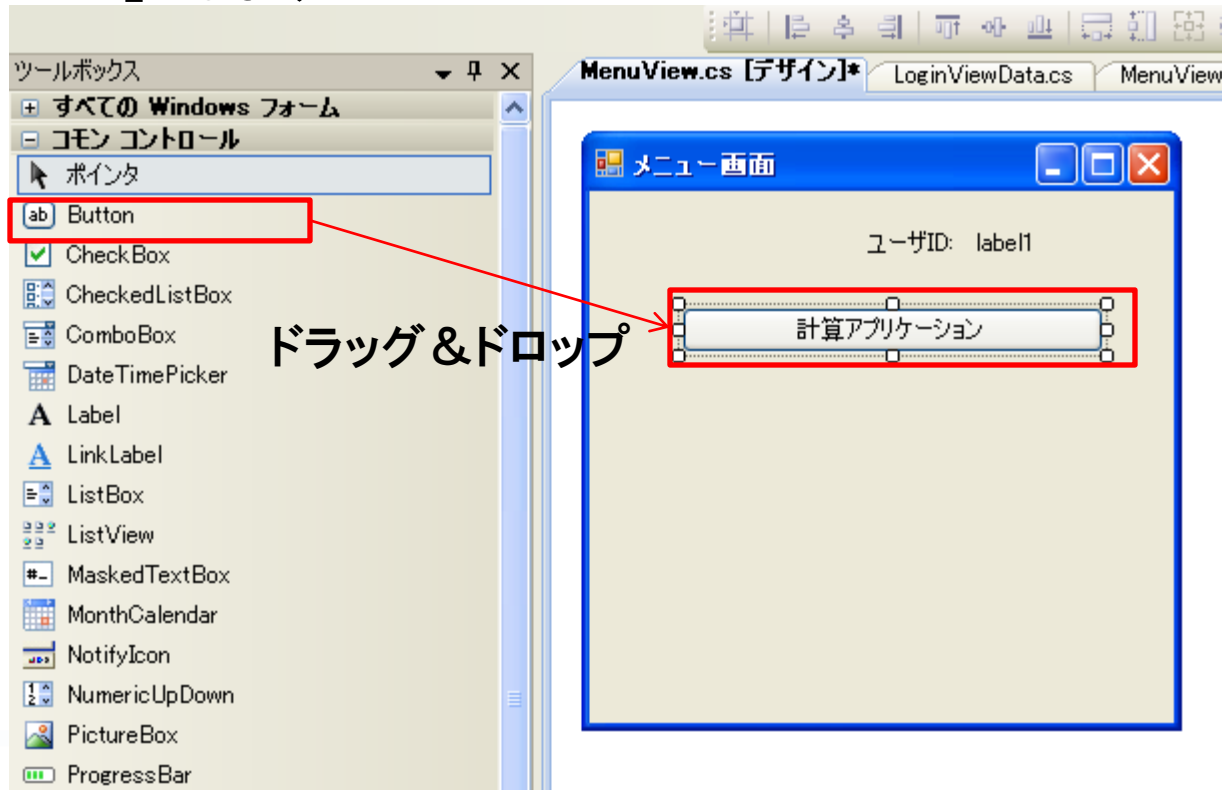 ツールボックス
MenuView.cs [デザイン]*
LoginViewData.cs
MenuView
すべての Windows フォーム
コモン コントロール
ポインタ
Button
CheckBox
CheckedListBox
ComboBox
DateTimePicker
Label
LinkLabel
ListBox
ListView
MaskedTextBox
MonthCalendar
NotifyIcon
NumericUpDown
PictureBox
ProgressBar
ドラッグ&ドロップ
メニュー画面
ユーザID: label1
計算アプリケーション